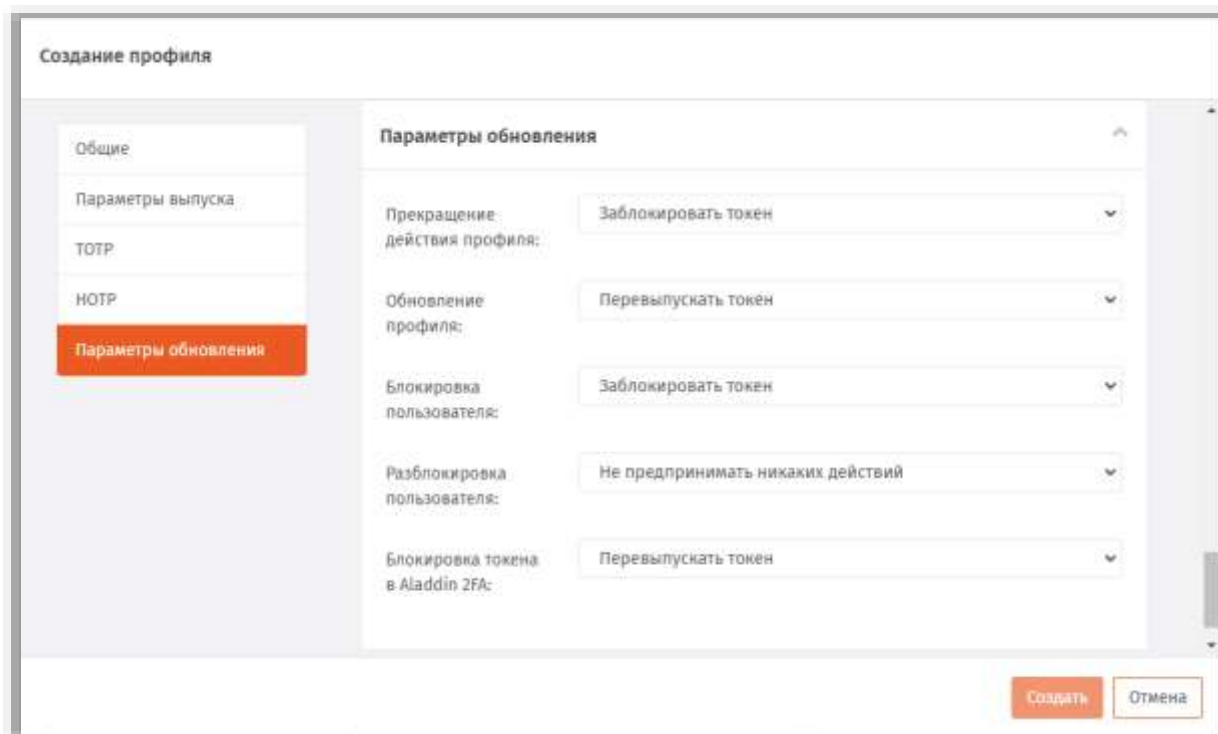 Создание профиля
Общие
Параметры выпуска
TOTP
HOTP
Параметры обновления
Параметры обновления
Прекращение
действия профиля:
Заблокировать токен
Обновление
профиля:
Перевыпускать токен
Блокировка
пользователя:
Заблокировать токен
Разблокировка
пользователя:
Не предпринимать никаких действий
Блокировка токена
в Aladdin 2FA:
Перевыпускать токен
Создать
Отмена